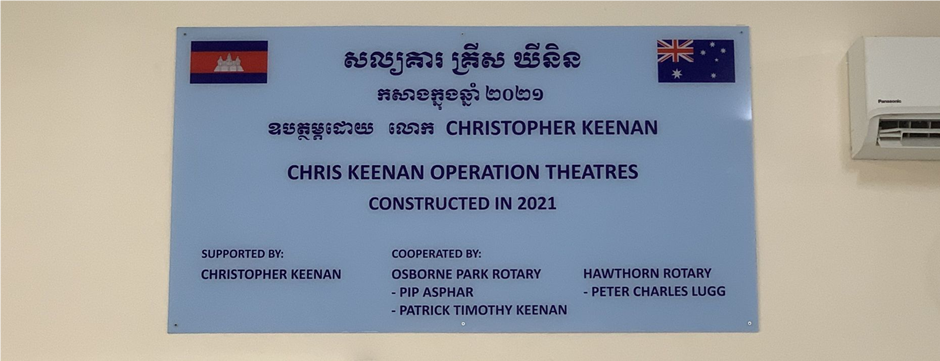 សល្យគារ គ្រីស ឃីនិន
កសាងក្នុងឆ្នាំ ២០២១
ឧបត្ថម្ភដោយ លោក CHRISTOPHER KEENAN
CHRIS KEENAN OPERATION THEATRES
CONSTRUCTED IN 2021
SUPPORTED BY:
CHRISTOPHER KEENAN
COOPERATED BY:
OSBORNE PARK ROTARY
- PIP ASPHAR
- PATRICK TIMOTHY KEENAN
HAWTHORN ROTARY
- PETER CHARLES LUGG
Panasonic